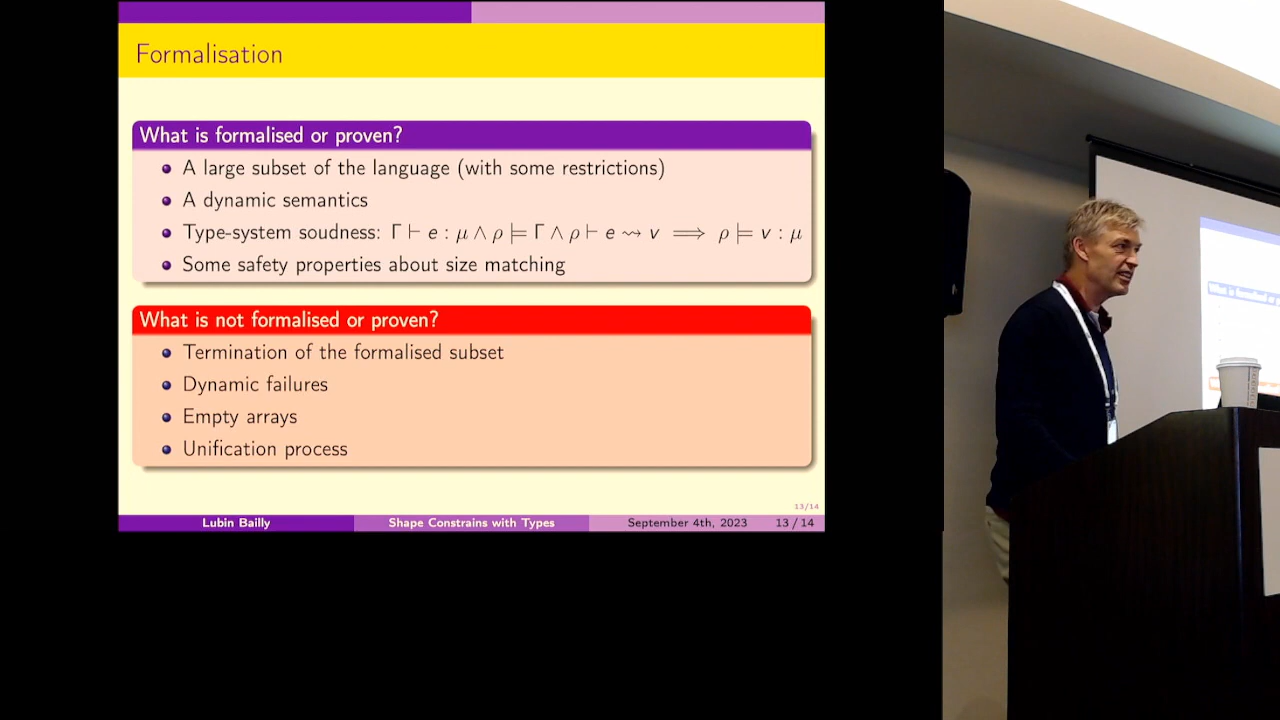 Formalisation
What is formalised or proven?
A large subset of the language (with some restrictions)
A dynamic semantics
Type-system soudness: Γ ⊢ e : μ ∧ ρ ⊨ Γ ∧ ρ ⊢ e ⇝ v ⟹ ρ ⊨ v : μ
Some safety properties about size matching
What is not formalised or proven?
Termination of the formalised subset
Dynamic failures
Empty arrays
Unification process
13/14
Lubin Bailly Shape Constrains with Types September 4th, 2023 13 / 14